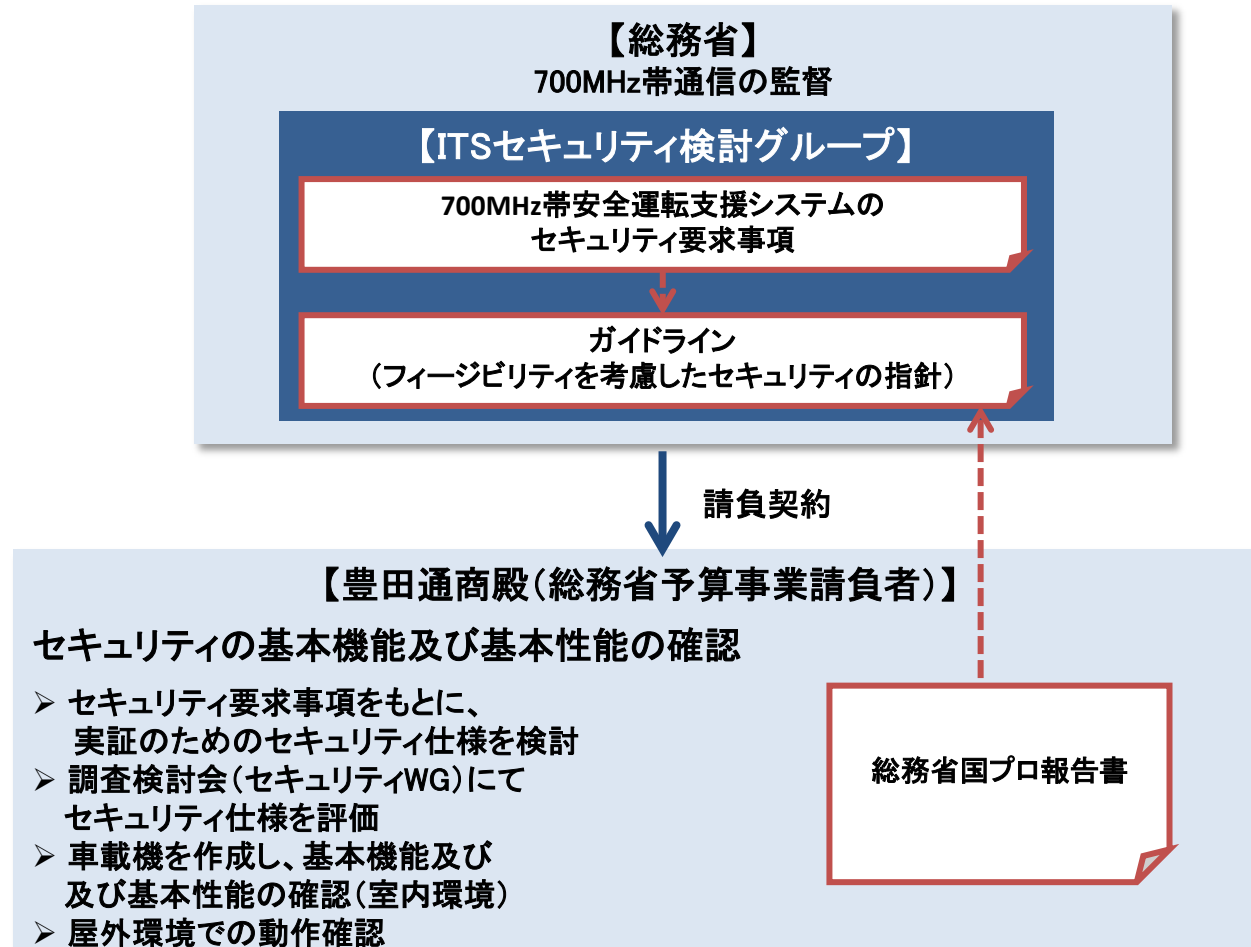 【総務省】
700MHz帯通信の監督
【ITSセキュリティ検討グループ】
700MHz帯安全運転支援システムの
セキュリティ要求事項
ガイドライン
（フィージビリティを考慮したセキュリティの指針）
請負契約
【豊田通商殿（総務省予算事業請負者）】
セキュリティの基本機能及び基本性能の確認
➢ セキュリティ要求事項をもとに、
実証のためのセキュリティ仕様を検討
➢ 調査検討会（セキュリティWG）にて
セキュリティ仕様を評価
➢ 車載機を作成し、基本機能及び
及び基本性能の確認（室内環境）
➢ 屋外環境での動作確認
総務省国プロ報告書